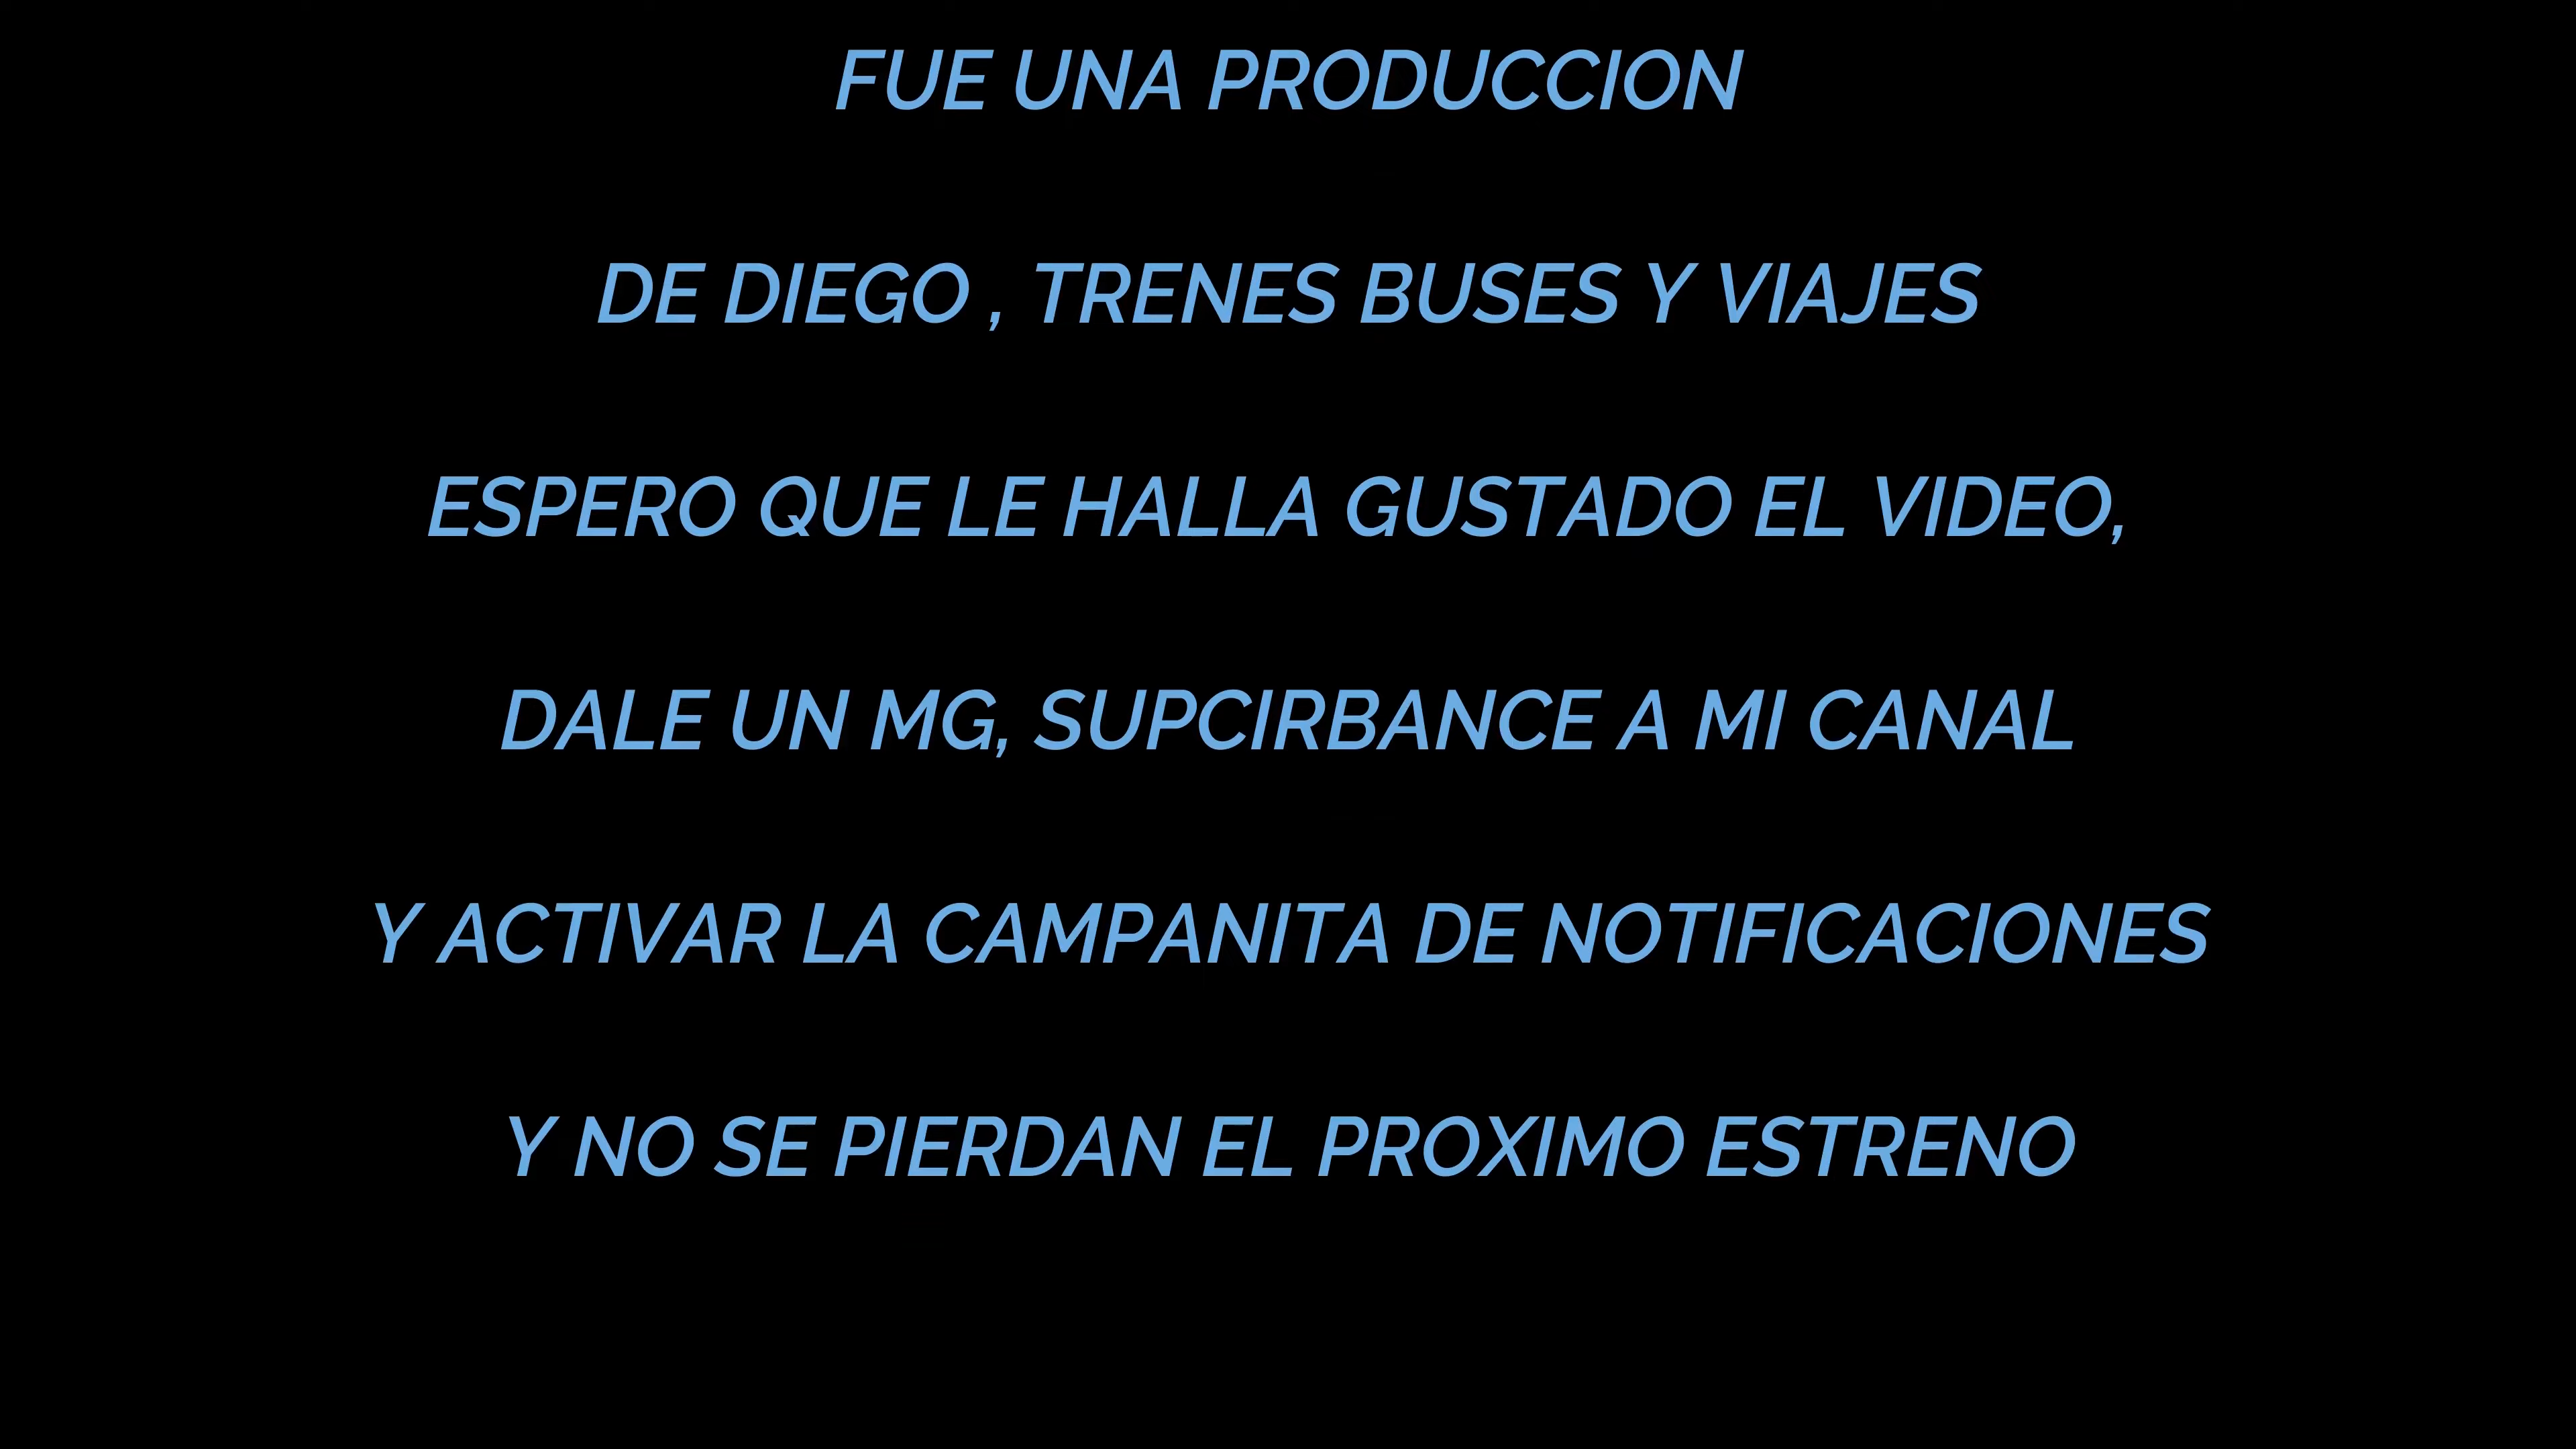 FUE UNA PRODUCCION
DE DIEGO , TRENES BUSES Y VIAJES
ESPERO QUE LE HALLA GUSTADO EL VIDEO,
DALE UN MG, SUPCIRBANCE A MI CANAL
Y ACTIVAR LA CAMPANITA DE NOTIFICACIONES
Y NO SE PIERDAN EL PROXIMO ESTRENO